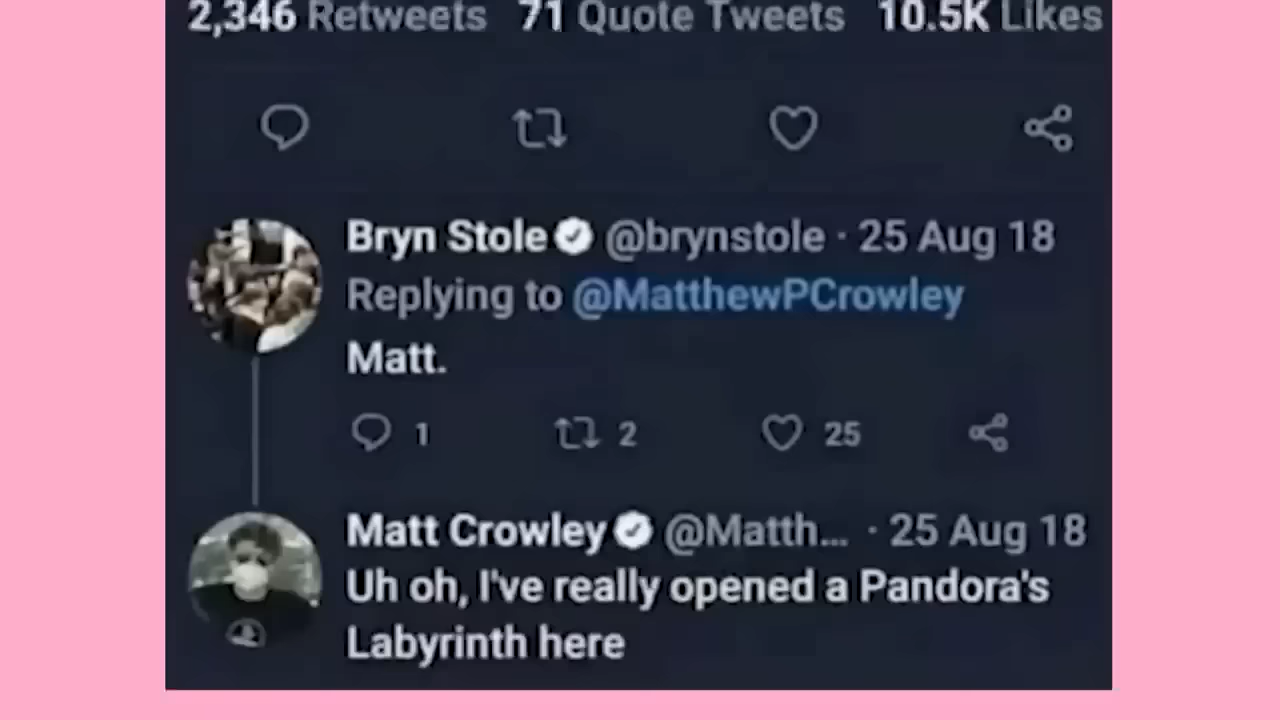 2,346 Retweets 71 Quote Tweets 10.5K Likes
Bryn Stole @brynstole · 25 Aug 18
Replying to @MatthewPCrowley
Matt.
1 2 25
Matt Crowley @Matth... · 25 Aug 18
Uh oh, I've really opened a Pandora's
Labyrinth here